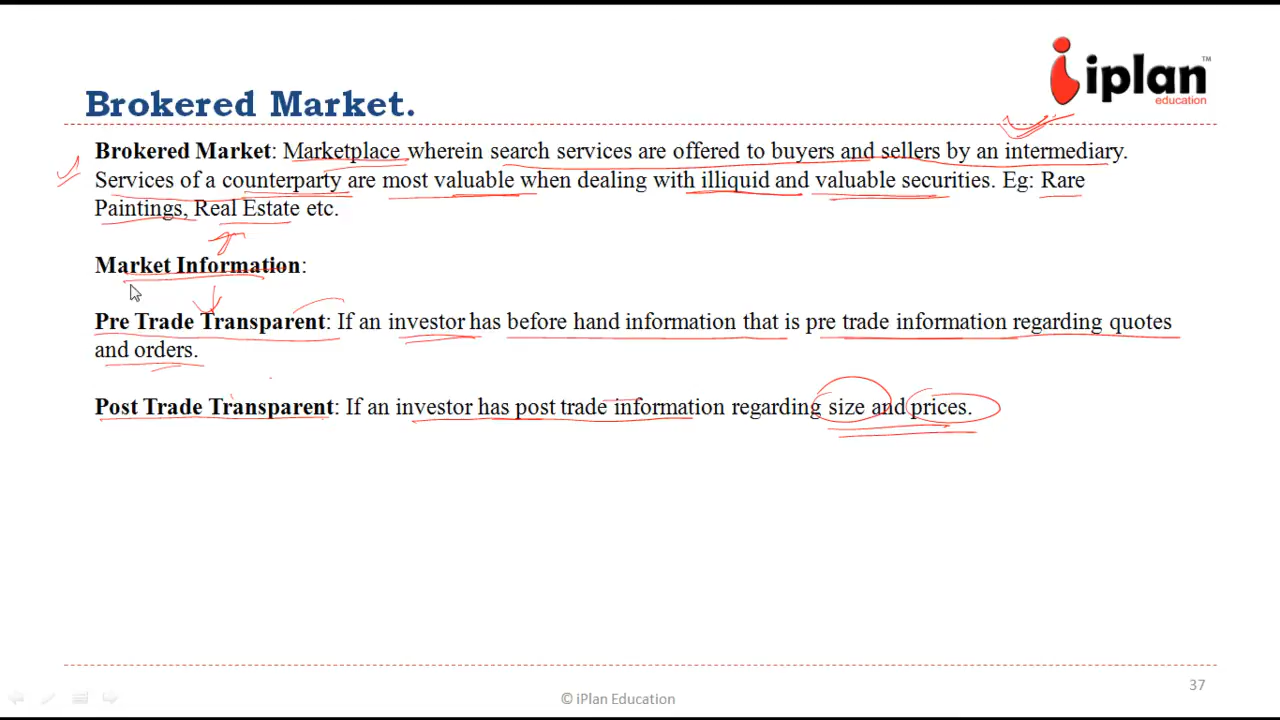 iplan™
education
Brokered Market.
Brokered Market: Marketplace wherein search services are offered to buyers and sellers by an intermediary.
Services of a counterparty are most valuable when dealing with illiquid and valuable securities. Eg: Rare
Paintings, Real Estate etc.
Market Information:
Pre Trade Transparent: If an investor has before hand information that is pre trade information regarding quotes
and orders.
Post Trade Transparent: If an investor has post trade information regarding size and prices.
37
© iPlan Education